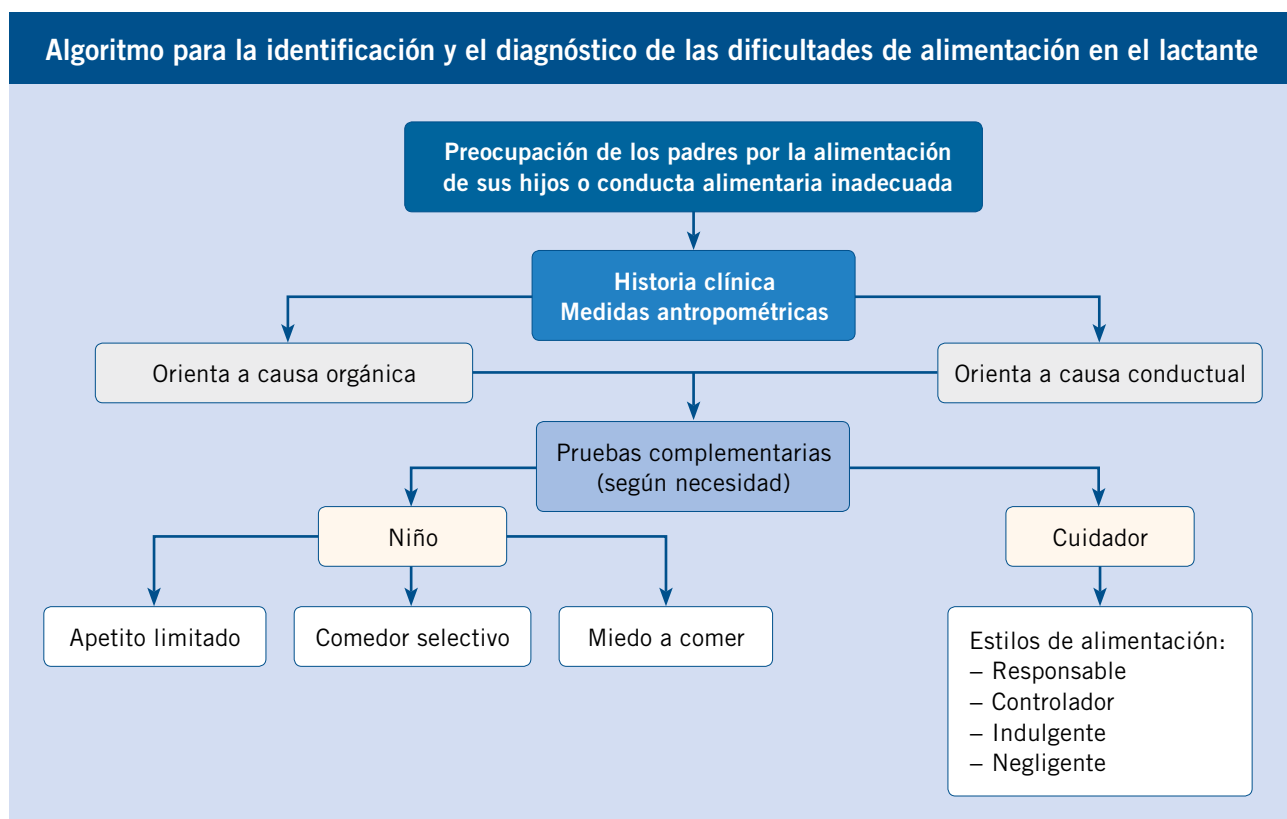 Algoritmo para la identificación y el diagnóstico de las dificultades de alimentación en el lactante
Preocupación de los padres por la alimentación
de sus hijos o conducta alimentaria inadecuada
Historia clínica
Medidas antropométricas
Orienta a causa orgánica
Orienta a causa conductual
Pruebas complementarias
(según necesidad)
Niño
Cuidador
Apetito limitado
Comedor selectivo
Miedo a comer
Estilos de alimentación:
– Responsable
– Controlador
– Indulgente
– Negligente